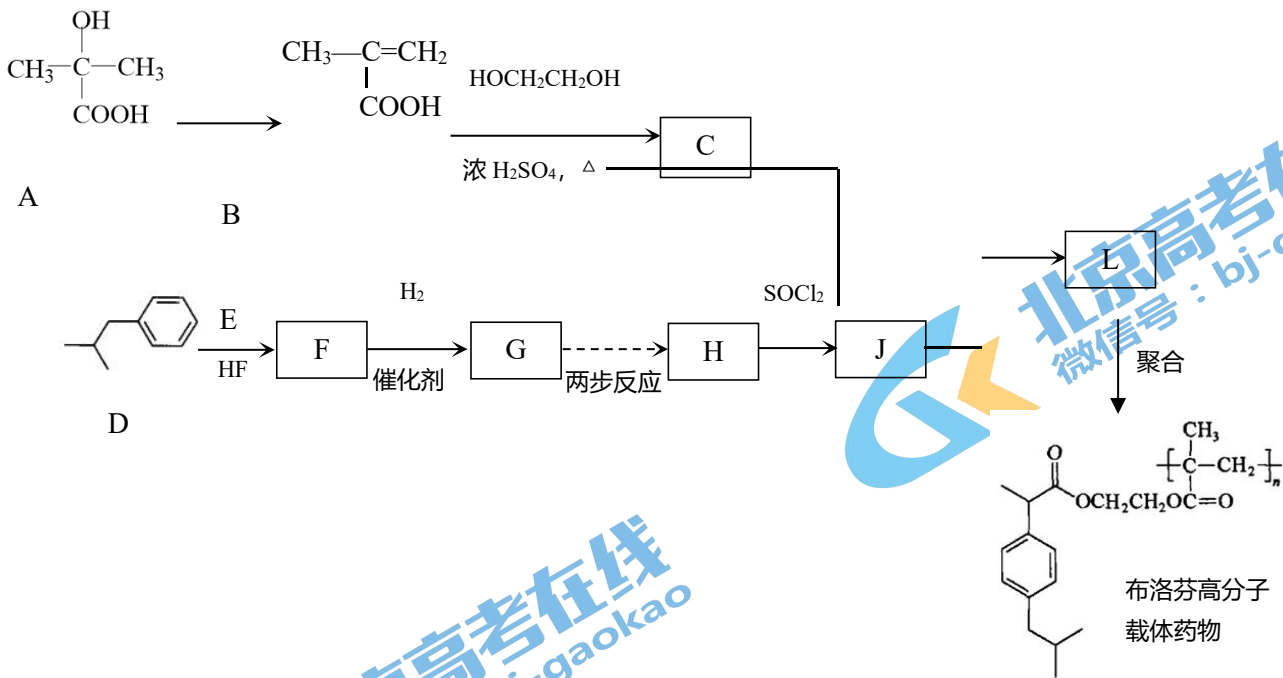 OH
CH₃—C—CH₃
COOH
A
CH₃—C=CH₂
COOH
B
HOCH₂CH₂OH
浓 H₂SO₄，△
C
D
E
HF
F
H₂
催化剂
G
两步反应
H
SOCl₂
J
L
聚合
CH₃
[C—CH₂]ₙ
O
OCH₂CH₂OC=O
布洛芬高分子
载体药物
北京高考在
微信号：bj-g
高考在线
gaokao